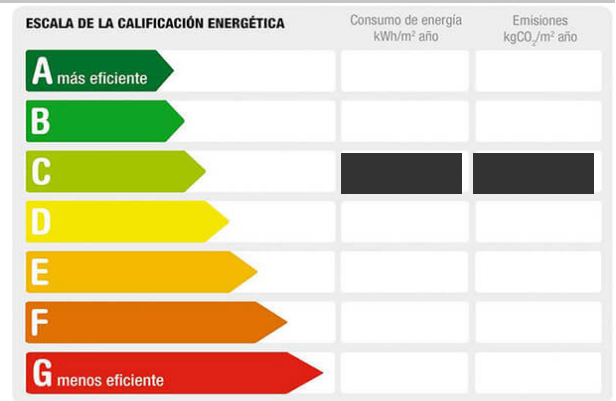 ESCALA DE LA CALIFICACIÓN ENERGÉTICA
Consumo de energía
kWh/m² año
Emisiones
kgCO₂/m² año
A más eficiente
B
C
D
E
F
G menos eficiente